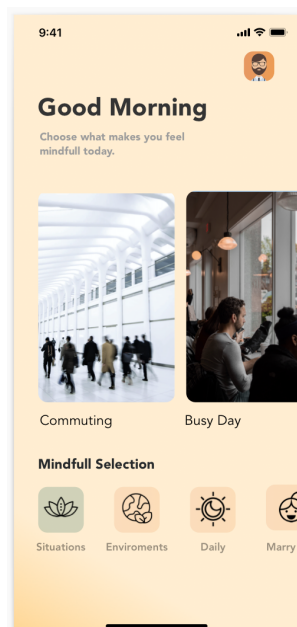 9:41
Good Morning
Choose what makes you feel
mindfull today.
Commuting
Busy Day
Mindfull Selection
Situations
Enviroments
Daily
Marry